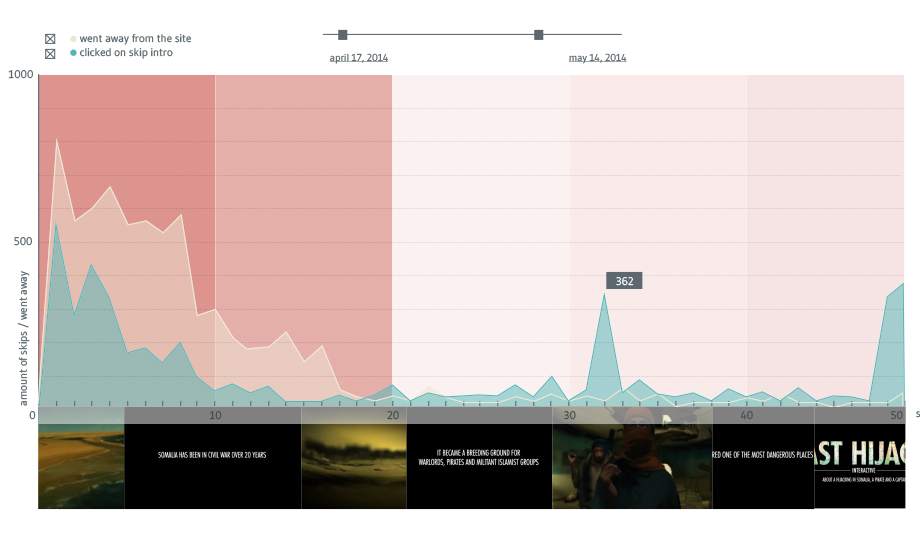 went away from the site
clicked on skip intro
april 17, 2014
may 14, 2014
1000
500
amount of skips / went away
362
0
10
20
30
40
50
s
SOMALIA HAS BEEN IN CIVIL WAR OVER 20 YEARS
IT BECAME A BREEDING GROUND FOR
WARLORDS, PIRATES AND MILITANT ISLAMIST GROUPS
RED ONE OF THE MOST DANGEROUS PLACES
AST HIJAC
INTERACTIVE
ABOUT A HIJACKING IN SOMALIA, A PIRATE AND A CAPTA